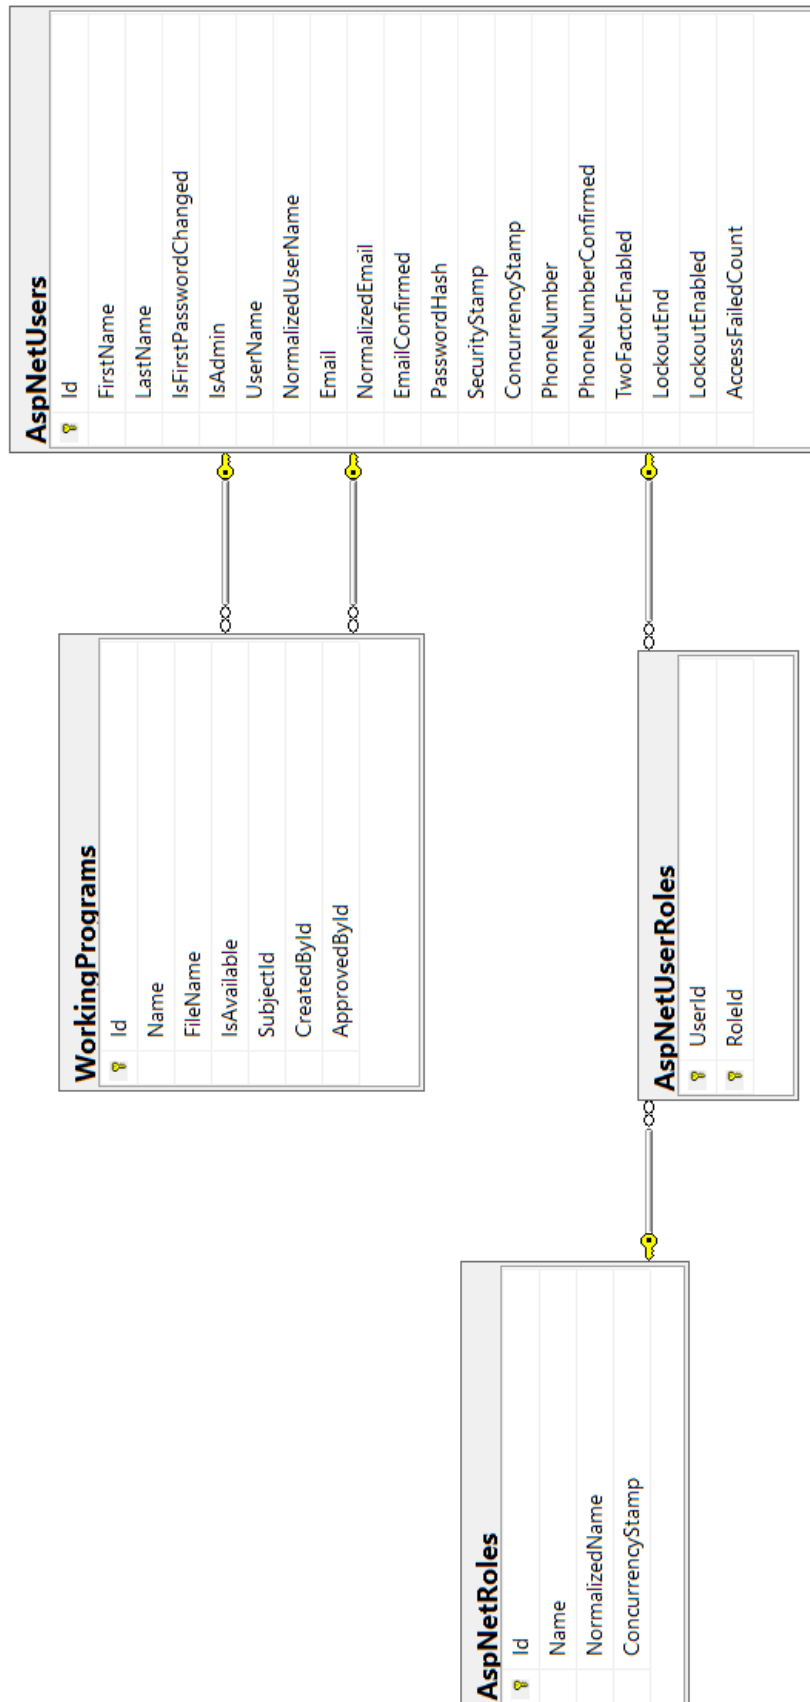 AspNetRoles
Id
Name
NormalizedName
ConcurrencyStamp
WorkingPrograms
Id
Name
FileName
IsAvailable
SubjectId
CreatedById
ApprovedById
AspNetUserRoles
UserId
RoleId
AspNetUsers
Id
FirstName
LastName
IsFirstPasswordChanged
IsAdmin
UserName
NormalizedUserName
Email
NormalizedEmail
EmailConfirmed
PasswordHash
SecurityStamp
ConcurrencyStamp
PhoneNumber
PhoneNumberConfirmed
TwoFactorEnabled
LockoutEnd
LockoutEnabled
AccessFailedCount